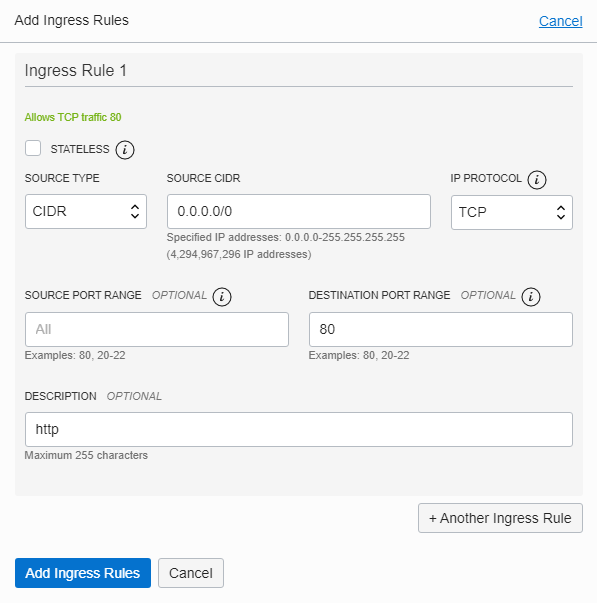 Add Ingress Rules
Cancel
Ingress Rule 1
Allows TCP traffic 80
STATELESS i
SOURCE TYPE
SOURCE CIDR
IP PROTOCOL i
CIDR
0.0.0.0/0
TCP
Specified IP addresses: 0.0.0.0-255.255.255.255
(4,294,967,296 IP addresses)
SOURCE PORT RANGE OPTIONAL i
DESTINATION PORT RANGE OPTIONAL i
All
80
Examples: 80, 20-22
Examples: 80, 20-22
DESCRIPTION OPTIONAL
http
Maximum 255 characters
+ Another Ingress Rule
Add Ingress Rules
Cancel